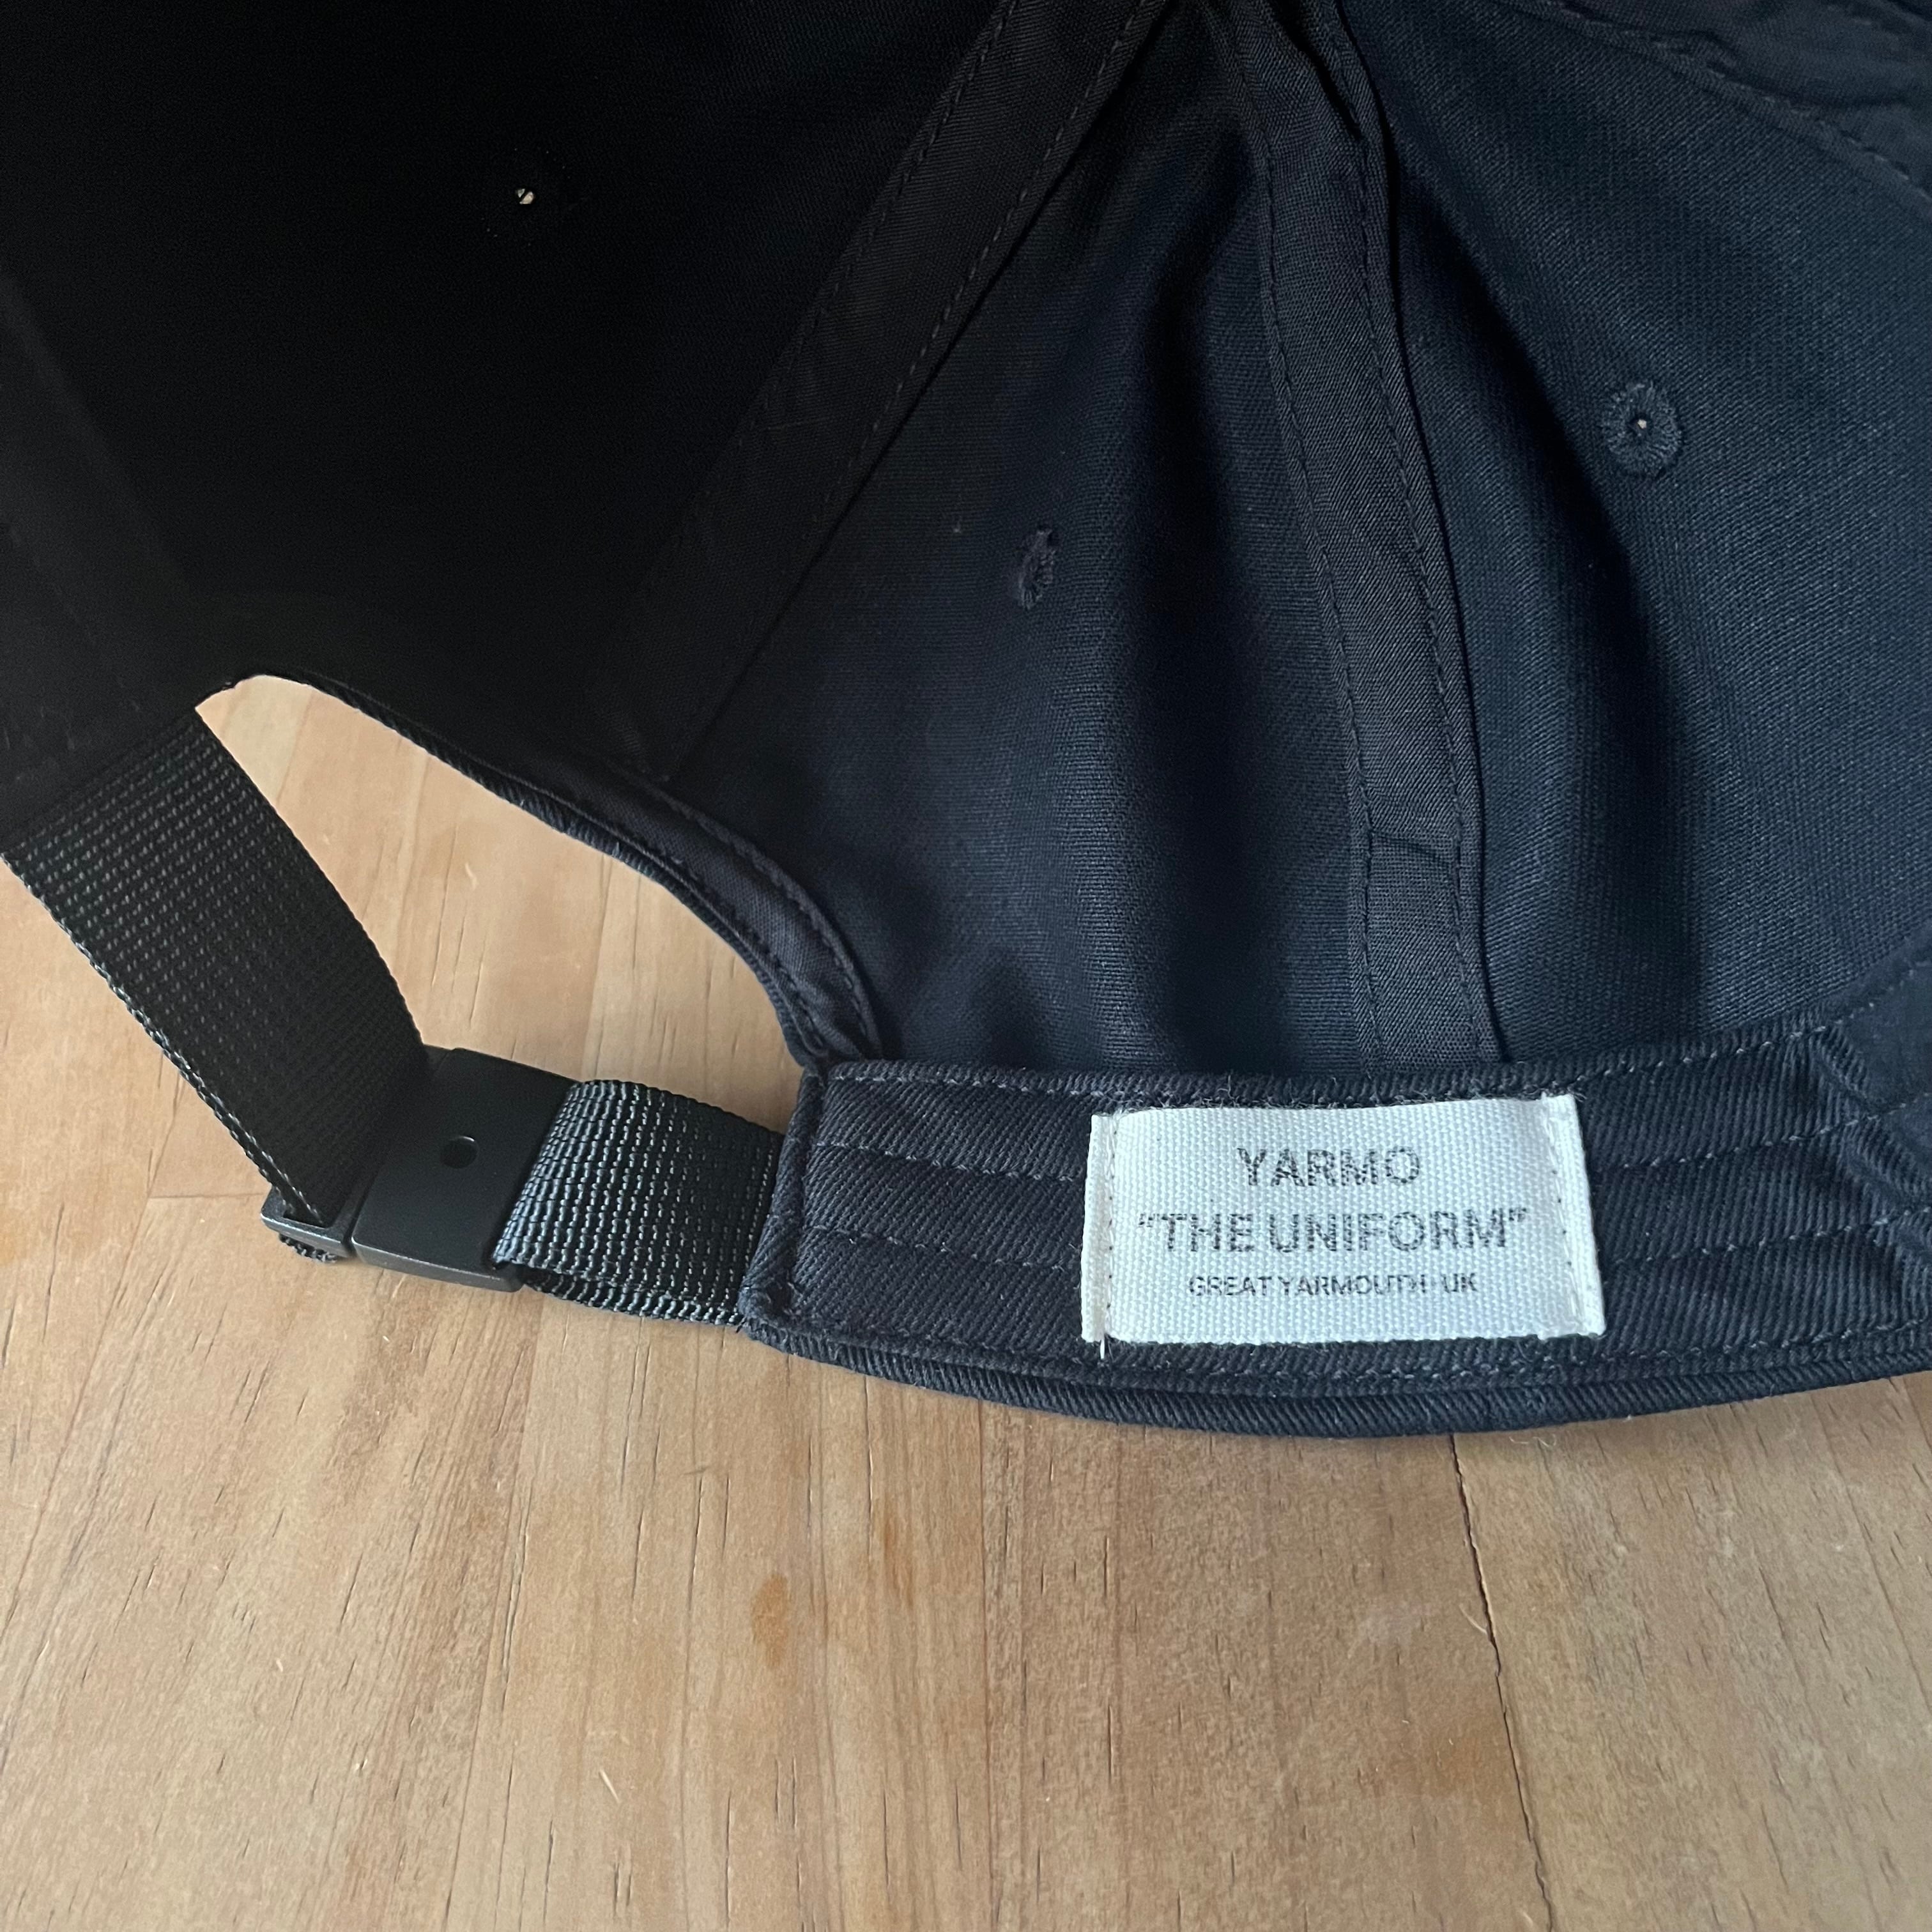 YARMO
"THE UNIFORM"
GREAT YARMOUTH·UK